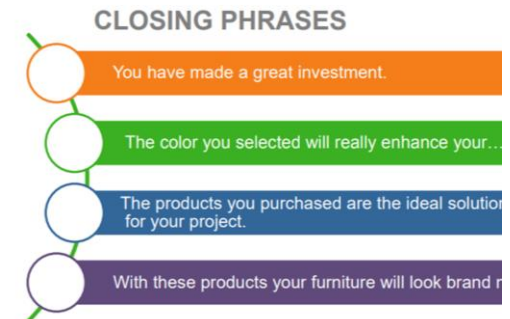 CLOSING PHRASES
You have made a great investment.
The color you selected will really enhance your…
The products you purchased are the ideal solution
for your project.
With these products your furniture will look brand